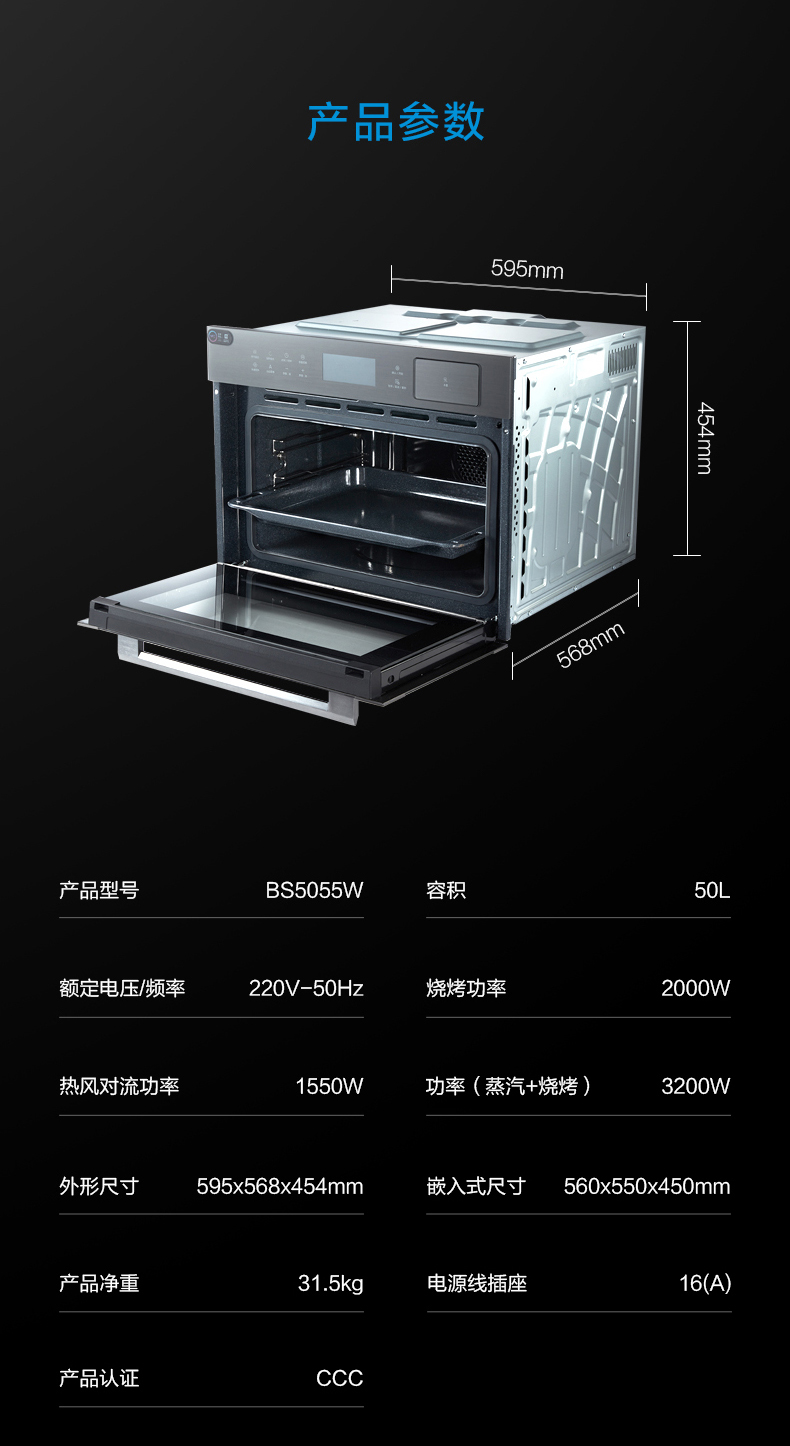 产品参数
595mm
454mm
568mm
产品型号 BS5055W 容积 50L
额定电压/频率 220V-50Hz 烧烤功率 2000W
热风对流功率 1550W 功率（蒸汽+烧烤） 3200W
外形尺寸 595x568x454mm 嵌入式尺寸 560x550x450mm
产品净重 31.5kg 电源线插座 16(A)
产品认证 CCC